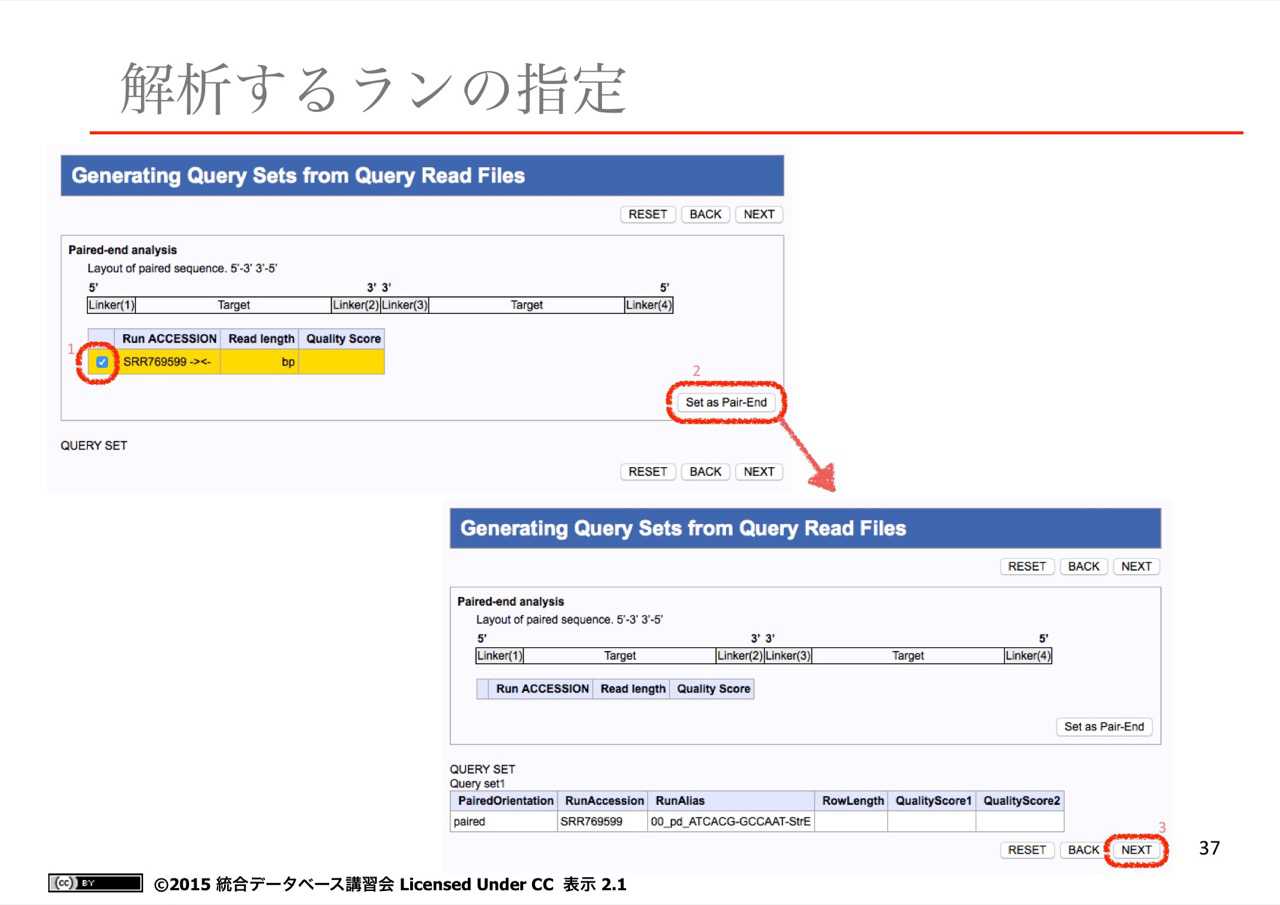 解析するランの指定
Generating Query Sets from Query Read Files
RESET BACK NEXT
Paired-end analysis
Layout of paired sequence. 5'-3' 3'-5'
5' 3' 3' 5'
Linker(1) Target Linker(2) Linker(3) Target Linker(4)
Run ACCESSION Read length Quality Score
1
SRR769599 -><- bp
2
Set as Pair-End
QUERY SET
RESET BACK NEXT
Generating Query Sets from Query Read Files
RESET BACK NEXT
Paired-end analysis
Layout of paired sequence. 5'-3' 3'-5'
5' 3' 3' 5'
Linker(1) Target Linker(2) Linker(3) Target Linker(4)
Run ACCESSION Read length Quality Score
Set as Pair-End
QUERY SET
Query set1
PairedOrientation RunAccession RunAlias RowLength QualityScore1 QualityScore2
paired SRR769599 00_pd_ATCACG-GCCAAT-StrE
3
RESET BACK NEXT
37
(cc) BY ©2015 統合データベース講習会 Licensed Under CC 表示 2.1